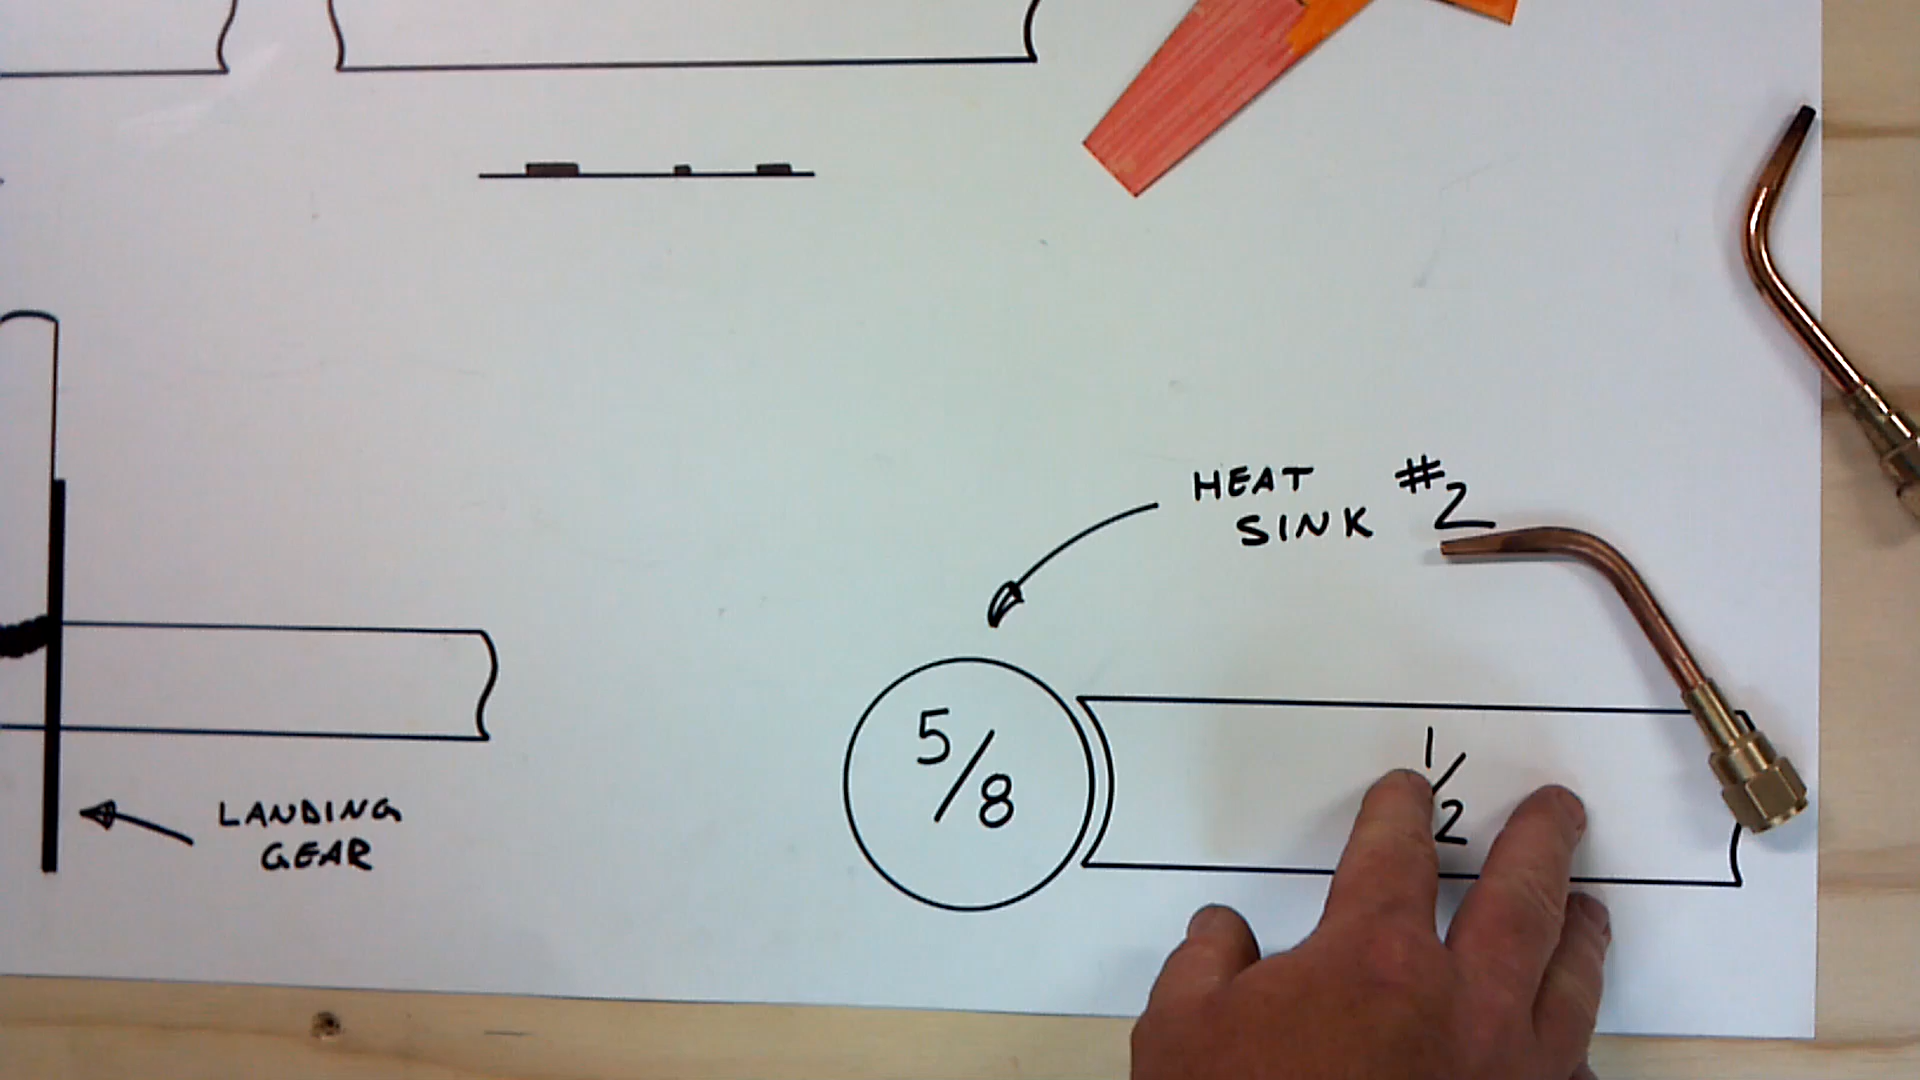 HEAT #2
SINK
5/8
1/2
LANDING
GEAR